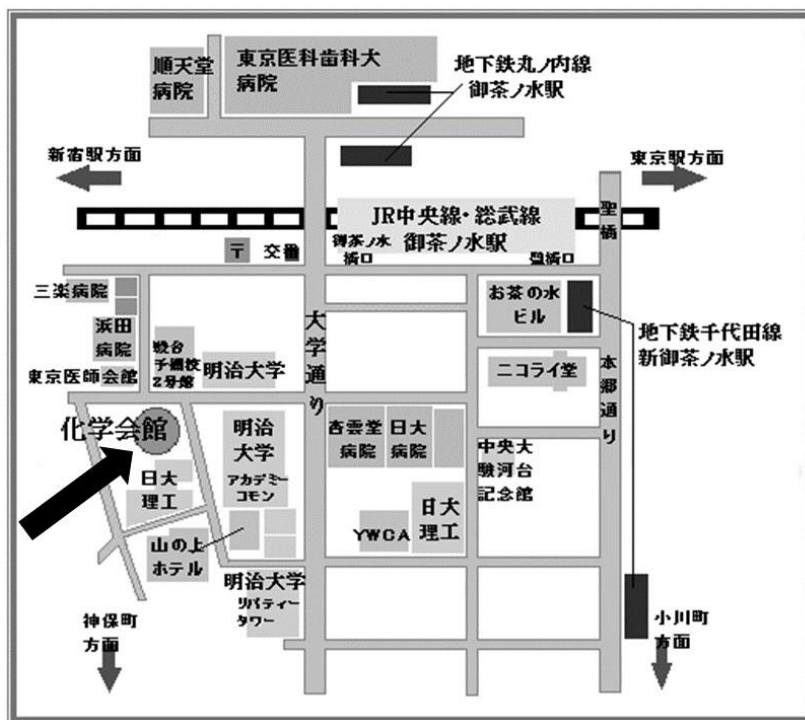 順天堂
病院
東京医科歯科大
病院
地下鉄丸ノ内線
御茶ノ水駅
新宿駅方面
東京駅方面
JR中央線・総武線
御茶ノ水駅
御茶ノ水
橋口
聖橋口
聖橋
〒
交番
三楽病院
浜田
病院
東京医師会館
駿台
予備校
2号館
明治大学
大学通り
お茶の水
ビル
地下鉄千代田線
新御茶ノ水駅
ニコライ堂
本郷通り
化学会館
明治
大学
アカデミー
コモン
杏雲堂
病院
日大
病院
中央大
駿河台
記念館
日大
理工
日大
理工
YWCA
山の上
ホテル
明治大学
リバティー
タワー
神保町
方面
小川町
方面